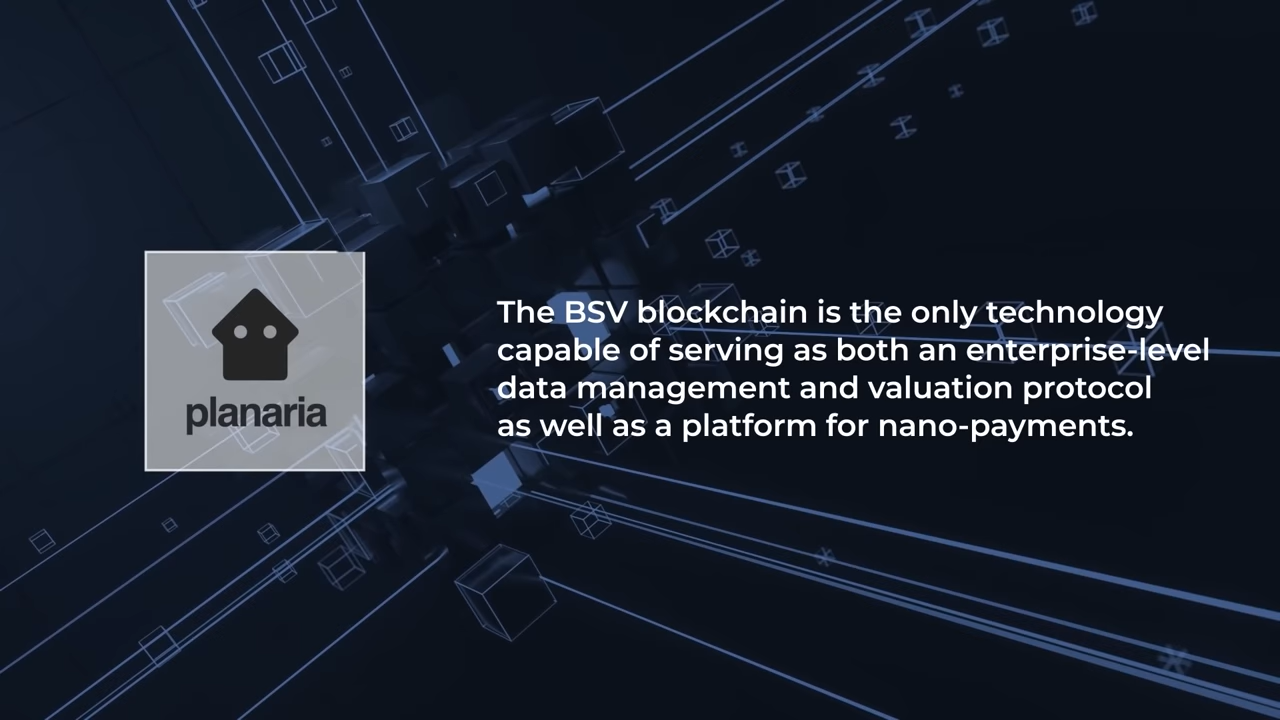 planaria
The BSV blockchain is the only technology
capable of serving as both an enterprise-level
data management and valuation protocol
as well as a platform for nano-payments.